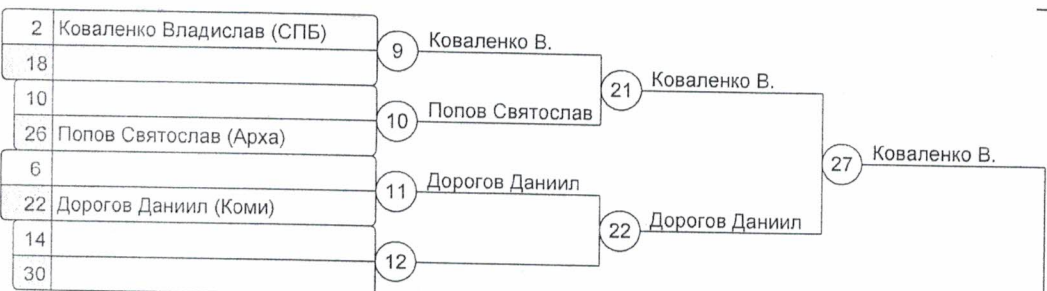 2 Коваленко Владислав (СПБ)
9 Коваленко В.
18
21 Коваленко В.
10
10 Попов Святослав
26 Попов Святослав (Арха)
27 Коваленко В.
6
11 Дорогов Даниил
22 Дорогов Даниил (Коми)
22 Дорогов Даниил
14
12
30